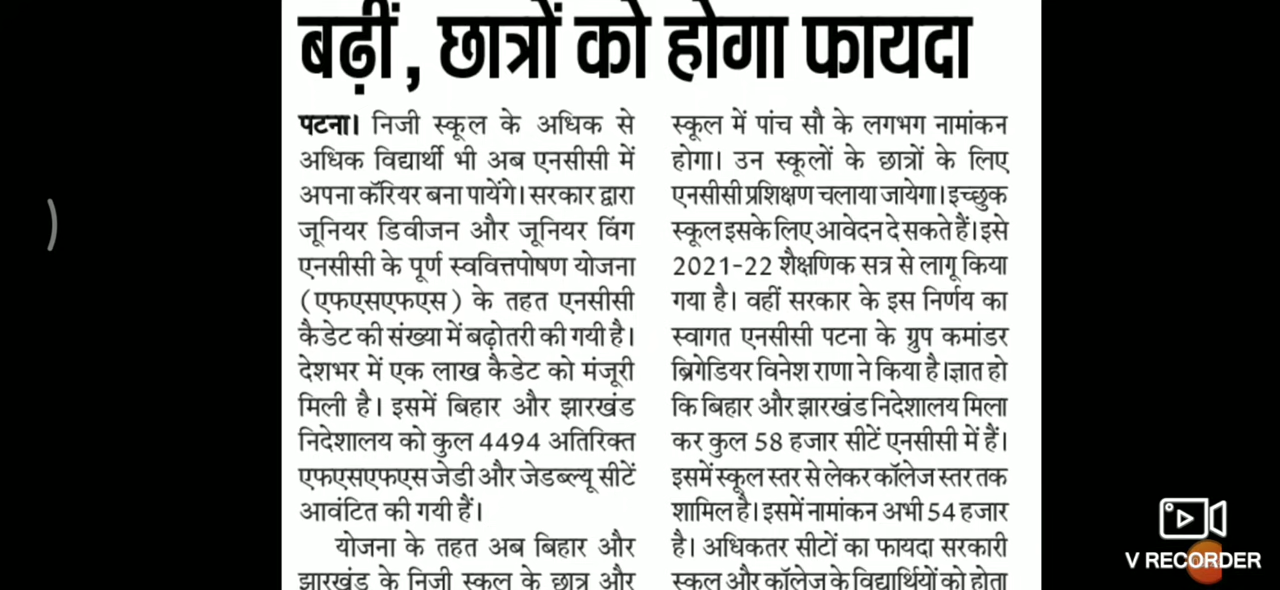 बढ़ीं, छात्रों को होगा फायदा
पटना। निजी स्कूल के अधिक से
अधिक विद्यार्थी भी अब एनसीसी में
अपना कॅरियर बना पायेंगे। सरकार द्वारा
जूनियर डिवीजन और जूनियर विंग
एनसीसी के पूर्ण स्ववित्तपोषण योजना
(एफएसएफएस) के तहत एनसीसी
कैडेट की संख्या में बढ़ोतरी की गयी है।
देशभर में एक लाख कैडेट को मंजूरी
मिली है। इसमें बिहार और झारखंड
निदेशालय को कुल 4494 अतिरिक्त
एफएसएफएस जेडी और जेडब्ल्यू सीटें
आवंटित की गयी हैं।
योजना के तहत अब बिहार और
झारखंड के निजी स्कूल के छात्र और
स्कूल में पांच सौ के लगभग नामांकन
होगा। उन स्कूलों के छात्रों के लिए
एनसीसी प्रशिक्षण चलाया जायेगा। इच्छुक
स्कूल इसके लिए आवेदन दे सकते हैं। इसे
2021-22 शैक्षणिक सत्र से लागू किया
गया है। वहीं सरकार के इस निर्णय का
स्वागत एनसीसी पटना के ग्रुप कमांडर
ब्रिगेडियर विनेश राणा ने किया है। ज्ञात हो
कि बिहार और झारखंड निदेशालय मिला
कर कुल 58 हजार सीटें एनसीसी में हैं।
इसमें स्कूल स्तर से लेकर कॉलेज स्तर तक
शामिल है। इसमें नामांकन अभी 54 हजार
है। अधिकतर सीटों का फायदा सरकारी
स्कूल और कॉलेज के विद्यार्थियों को होता
V RECORDER